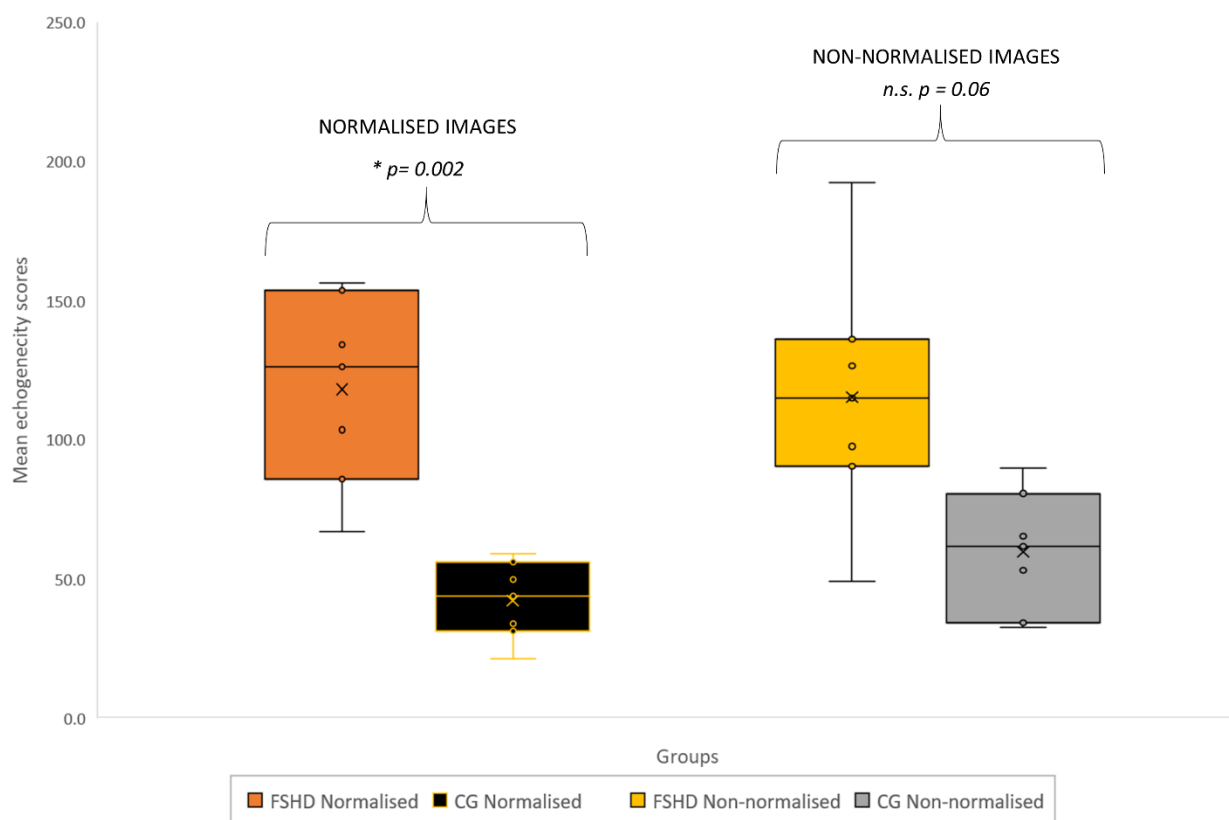 250.0
200.0
150.0
100.0
50.0
0.0
Mean echogenecity scores
NORMALISED IMAGES
* p= 0.002
NON-NORMALISED IMAGES
n.s. p = 0.06
Groups
FSHD Normalised CG Normalised FSHD Non-normalised CG Non-normalised